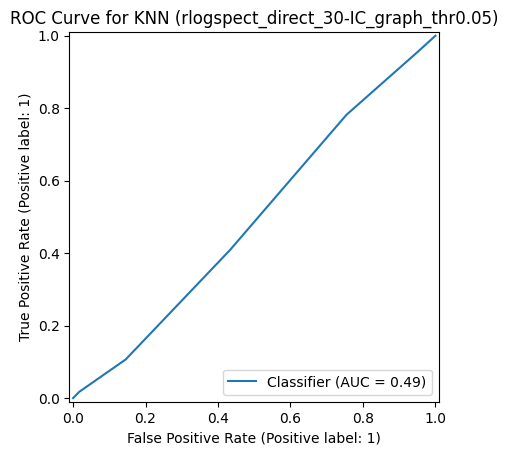 ROC Curve for KNN (rlogspect_direct_30-IC_graph_thr0.05)
1.0
0.8
0.6
0.4
0.2
0.0
True Positive Rate (Positive label: 1)
Classifier (AUC = 0.49)
0.0 0.2 0.4 0.6 0.8 1.0
False Positive Rate (Positive label: 1)